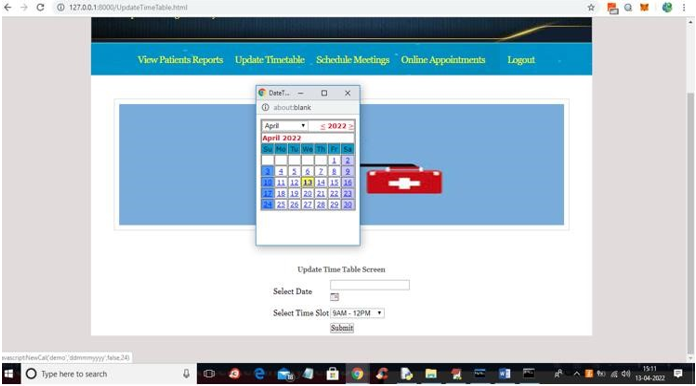 127.0.0.1:8000/UpdateTimeTable.html
View Patients Reports Update Timetable Schedule Meetings Online Appointments Logout
DateT...
about:blank
April < 2022 >
April 2022
Su Mo Tu We Th Fr Sa
1 2
3 4 5 6 7 8 9
10 11 12 13 14 15 16
17 18 19 20 21 22 23
24 25 26 27 28 29 30
Update Time Table Screen
Select Date
Select Time Slot 9AM - 12PM
Submit
avascript:NewCal('demo','ddmmmyyyy',false,24)
Type here to search
15:11
13-04-2022